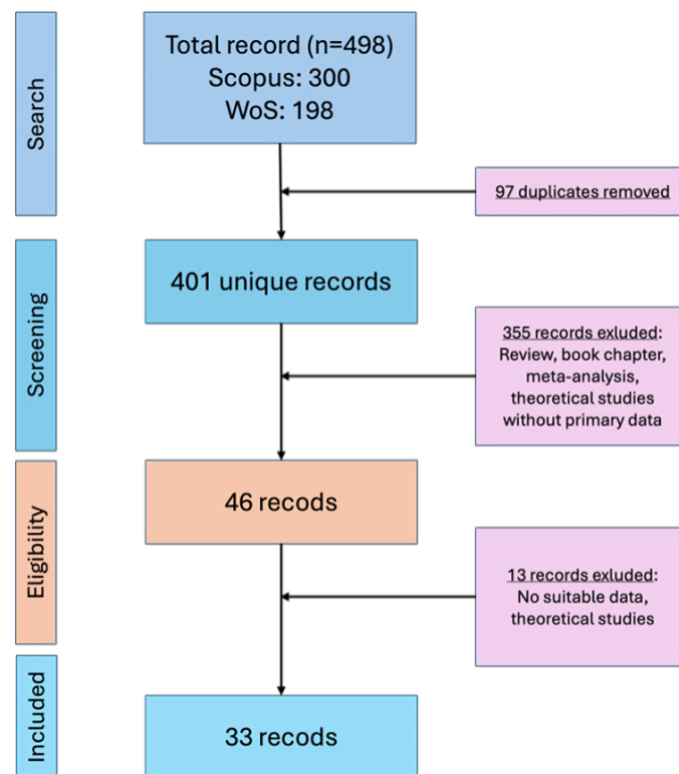 Search
Total record (n=498)
Scopus: 300
WoS: 198
97 duplicates removed
Screening
401 unique records
355 records exluded:
Review, book chapter,
meta-analysis,
theoretical studies
without primary data
Eligibility
46 recods
13 records exluded:
No suitable data,
theoretical studies
Included
33 recods